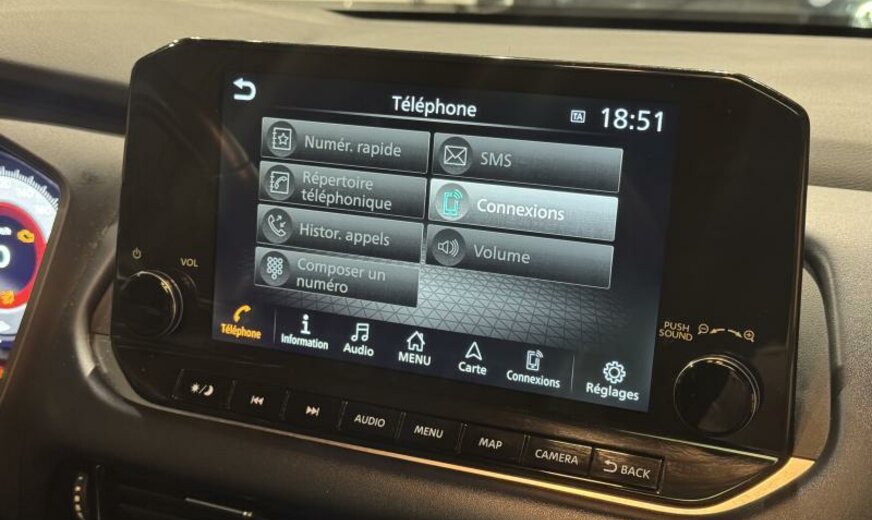 Téléphone
TA
18:51
Numér. rapide
SMS
Répertoire
téléphonique
Connexions
Histor. appels
Volume
Composer un
numéro
VOL
PUSH
SOUND
Téléphone
Information
Audio
MENU
Carte
Connexions
Réglages
AUDIO
MENU
MAP
CAMERA
BACK